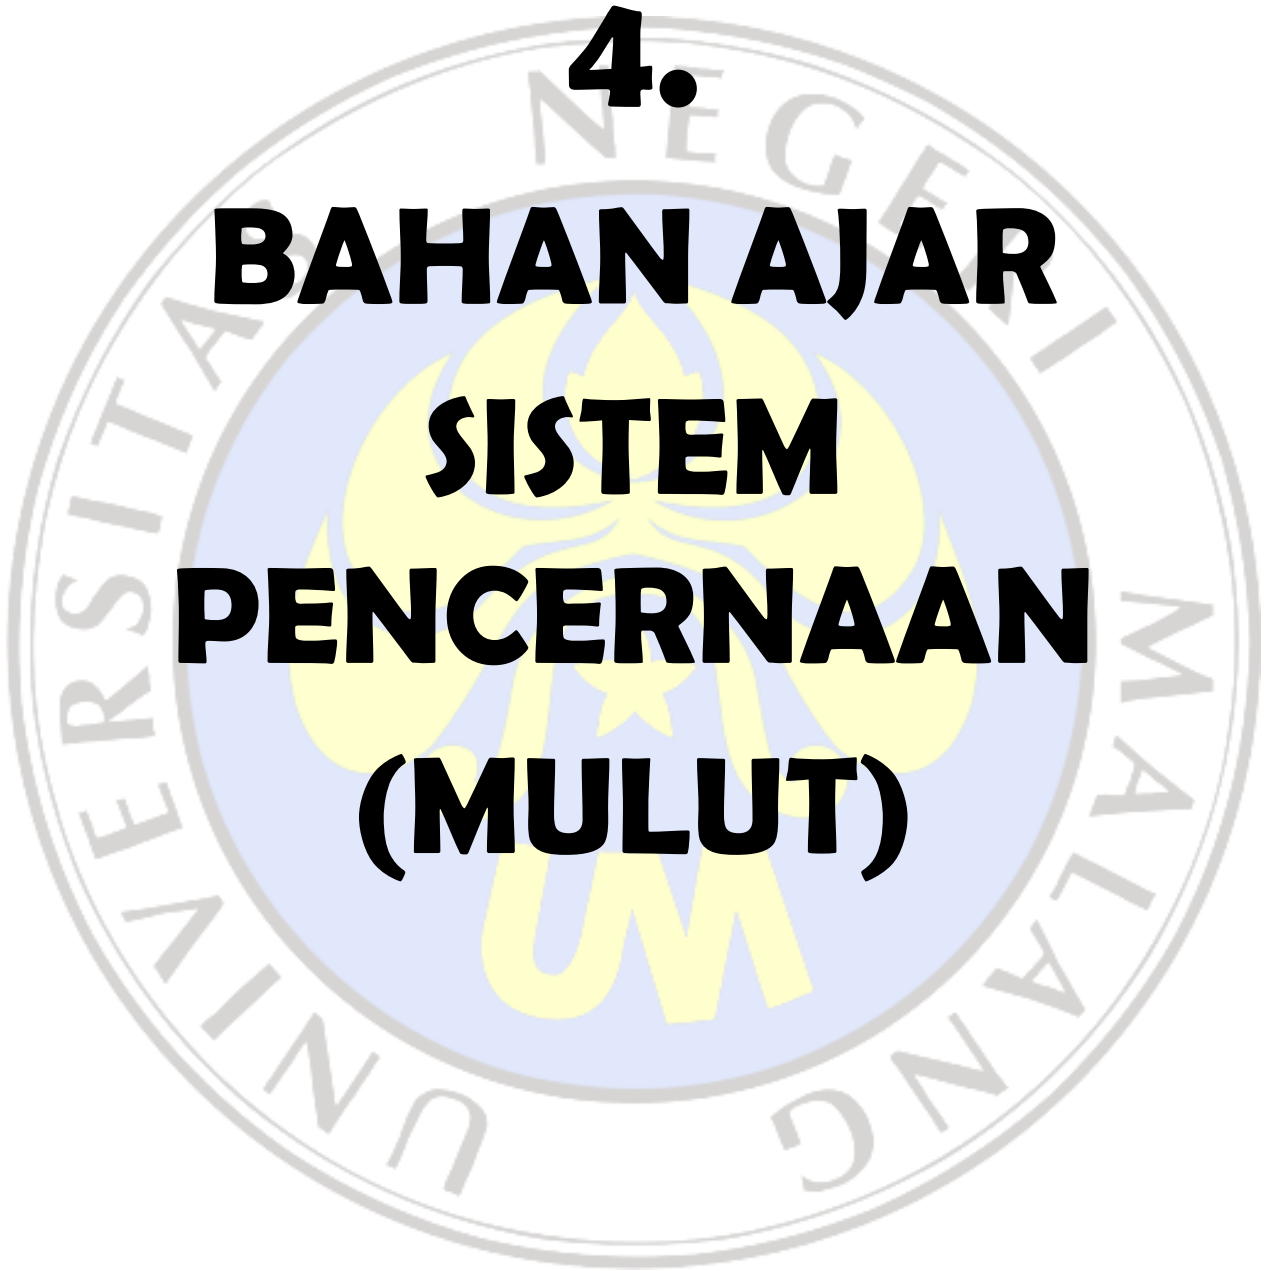 4.
BAHAN AJAR
SISTEM
PENCERNAAN
(MULUT)
UNIVERSITAS NEGERI MALANG
UM